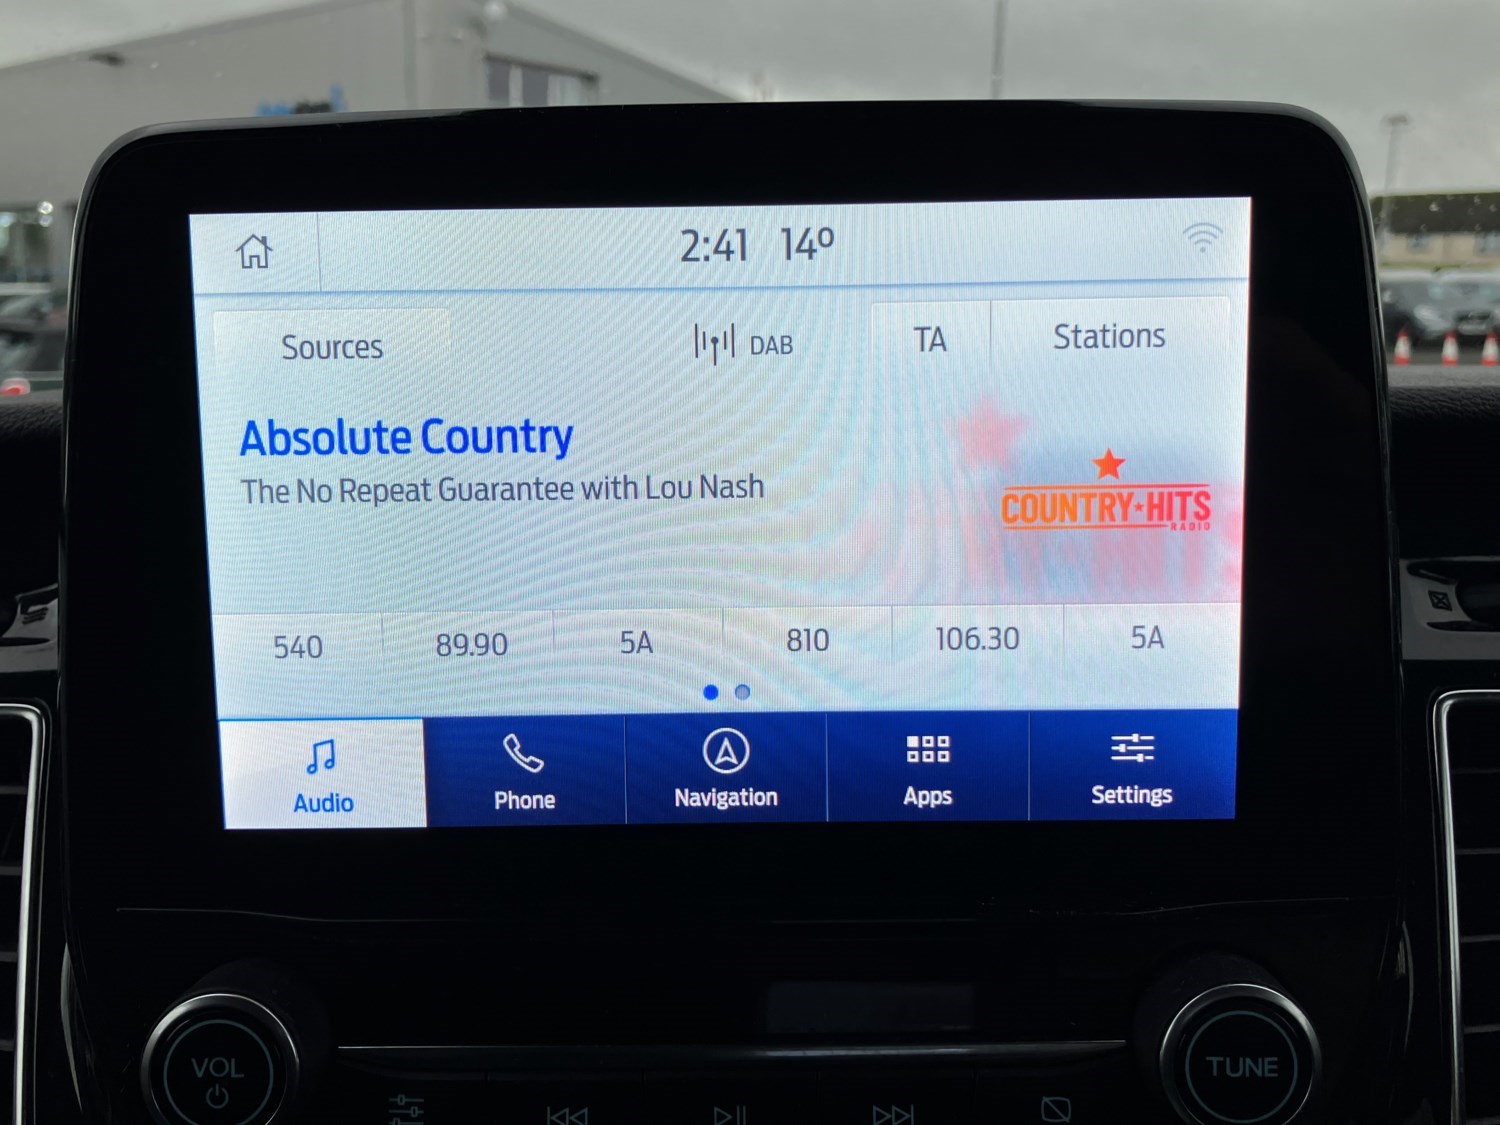 2:41 14º
Sources
DAB
TA
Stations
Absolute Country
The No Repeat Guarantee with Lou Nash
COUNTRY★HITS
RADIO
540 89.90 5A 810 106.30 5A
Audio Phone Navigation Apps Settings
VOL
TUNE